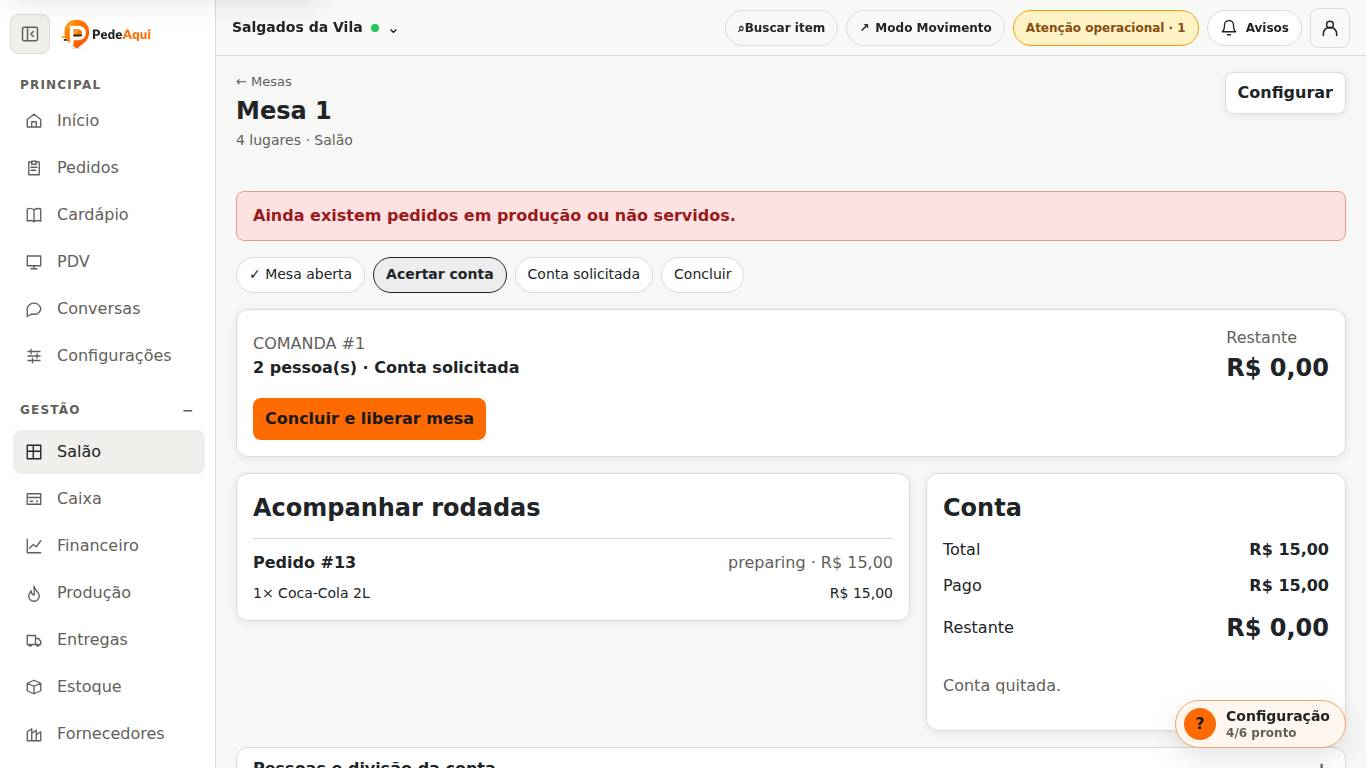 PedeAqui
Salgados da Vila
Buscar item
↗ Modo Movimento
Atenção operacional · 1
Avisos
PRINCIPAL
Início
Pedidos
Cardápio
PDV
Conversas
Configurações
GESTÃO −
Salão
Caixa
Financeiro
Produção
Entregas
Estoque
Fornecedores
← Mesas
Mesa 1
4 lugares · Salão
Configurar
Ainda existem pedidos em produção ou não servidos.
✓ Mesa aberta
Acertar conta
Conta solicitada
Concluir
COMANDA #1
2 pessoa(s) · Conta solicitada
Restante
R$ 0,00
Concluir e liberar mesa
Acompanhar rodadas
Pedido #13 preparing · R$ 15,00
1× Coca-Cola 2L R$ 15,00
Conta
Total R$ 15,00
Pago R$ 15,00
Restante R$ 0,00
Conta quitada.
? Configuração
4/6 pronto
Pessoas e divisão da conta